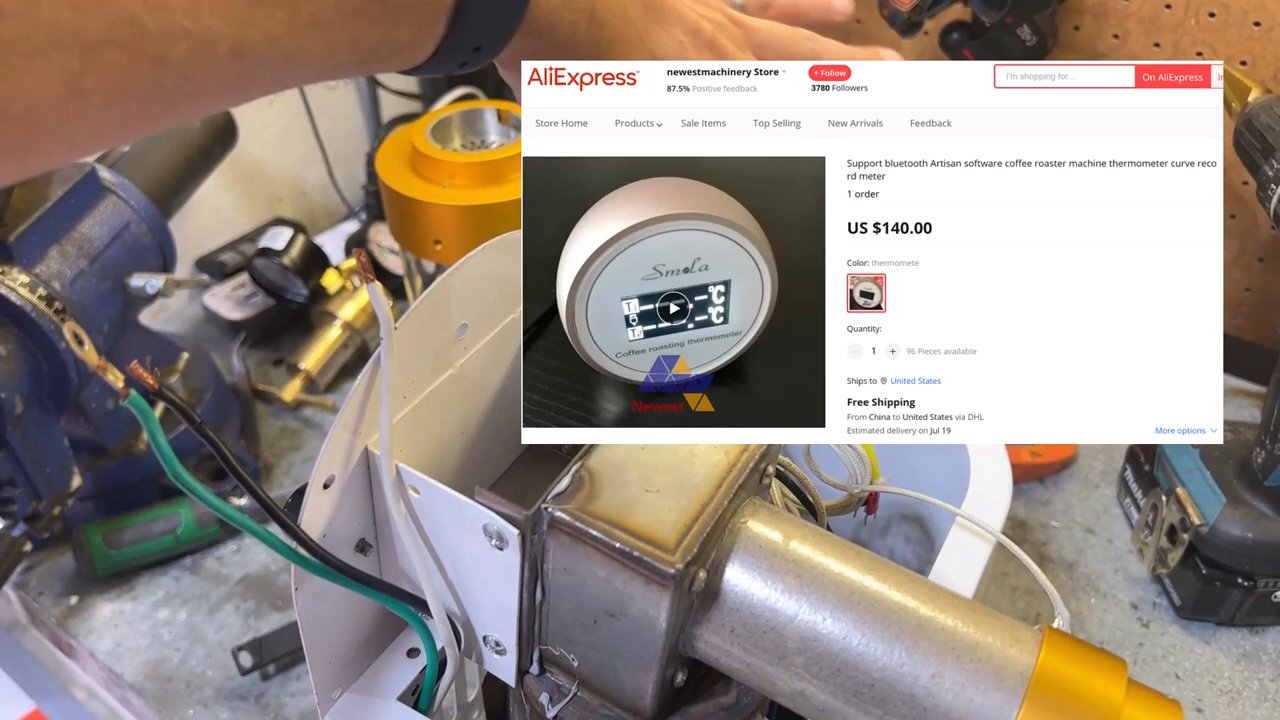 AliExpress
newestmachinery Store
87.5% Positive feedback
+ Follow
3780 Followers
I'm shopping for...
On AliExpress
Store Home
Products
Sale Items
Top Selling
New Arrivals
Feedback
Smola
T1
°C
°C
Coffee roasting thermometer
Newest
Support bluetooth Artisan software coffee roaster machine thermometer curve reco
rd meter
1 order
US $140.00
Color: thermomete
Quantity:
1
96 Pieces available
Ships to United States
Free Shipping
From China to United States via DHL
Estimated delivery on Jul 19
More options